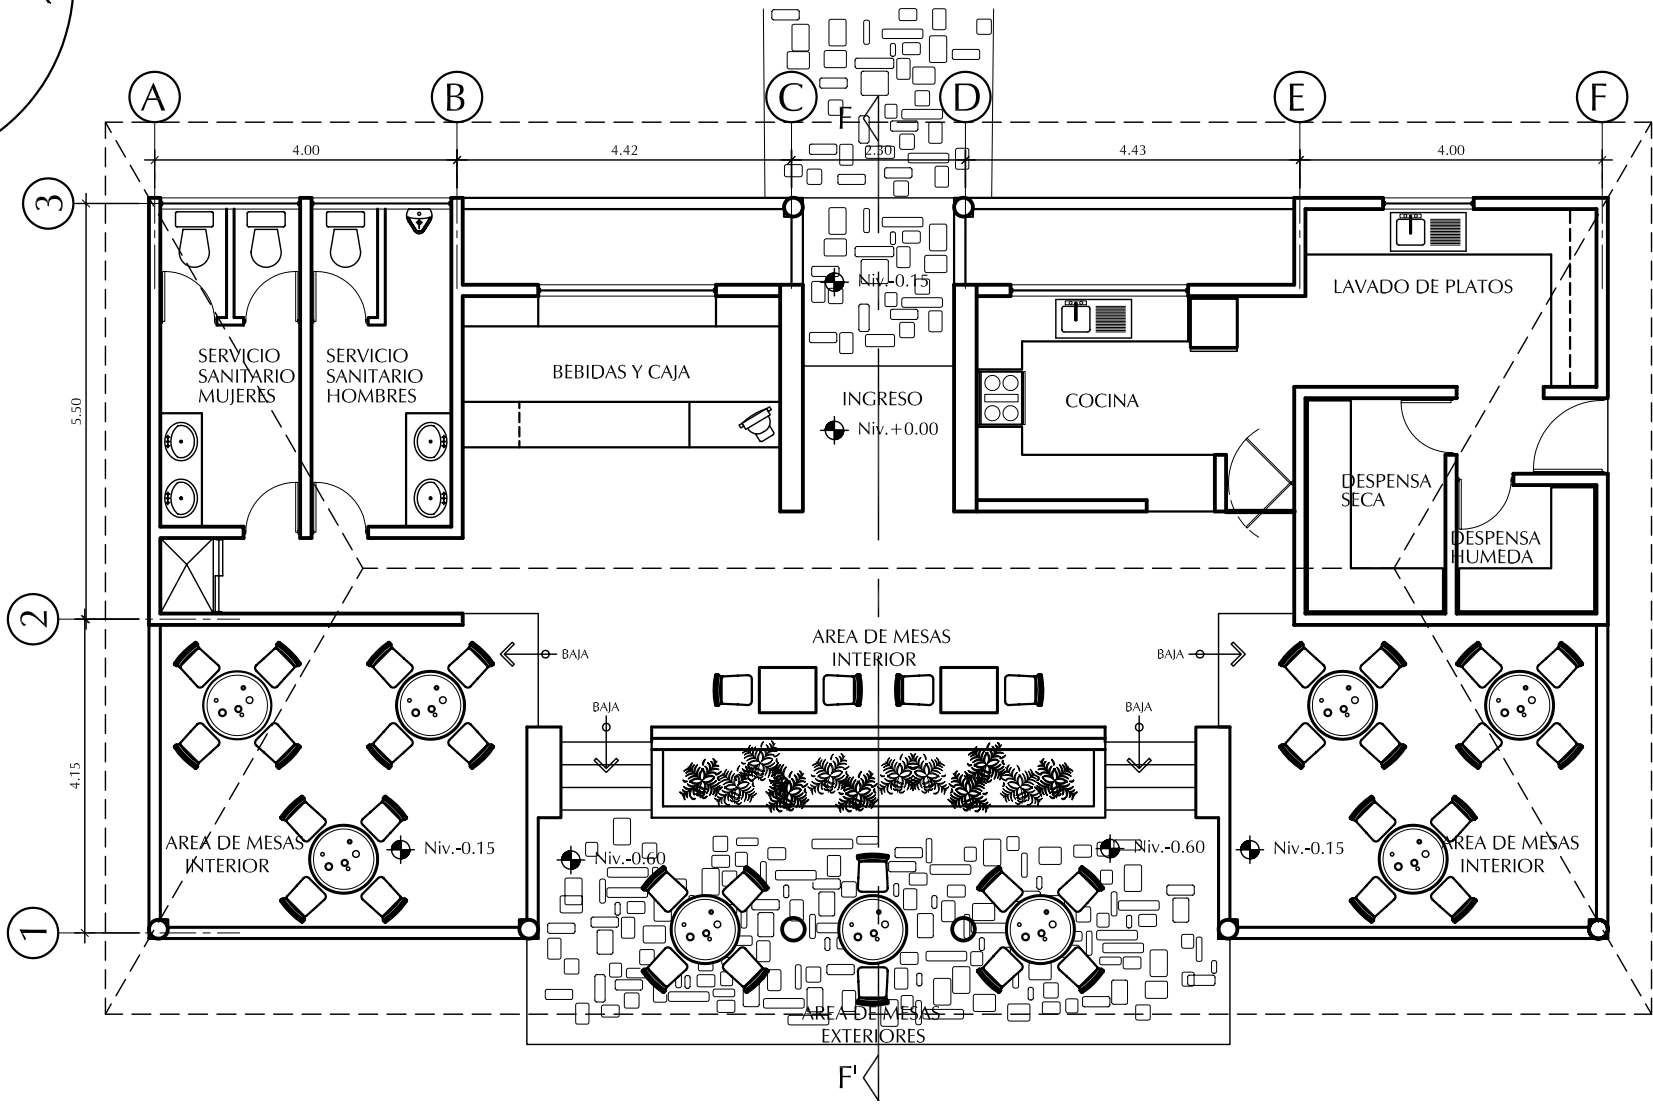 A
B
C
D
E
F
F
4.00
4.42
2.30
4.43
4.00
3
Niv.-0.15
LAVADO DE PLATOS
SERVICIO
SANITARIO
MUJERES
SERVICIO
SANITARIO
HOMBRES
BEBIDAS Y CAJA
INGRESO
Niv.+0.00
COCINA
5.50
DESPENSA
SECA
DESPENSA
HUMEDA
2
AREA DE MESAS
INTERIOR
BAJA
BAJA
BAJA
BAJA
4.15
AREA DE MESAS
INTERIOR
Niv.-0.15
Niv.-0.60
Niv.-0.60
Niv.-0.15
AREA DE MESAS
INTERIOR
1
AREA DE MESAS
EXTERIORES
F'